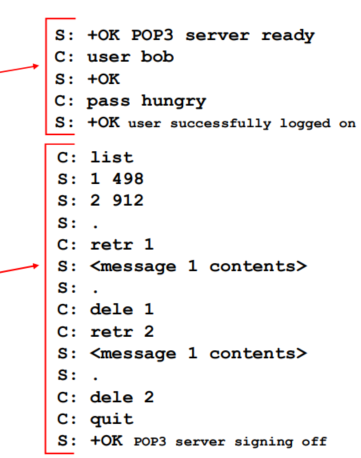 S: +OK POP3 server ready
C: user bob
S: +OK
C: pass hungry
S: +OK user successfully logged on
C: list
S: 1 498
S: 2 912
S: .
C: retr 1
S: <message 1 contents>
S: .
C: dele 1
C: retr 2
S: <message 1 contents>
S: .
C: dele 2
C: quit
S: +OK POP3 server signing off